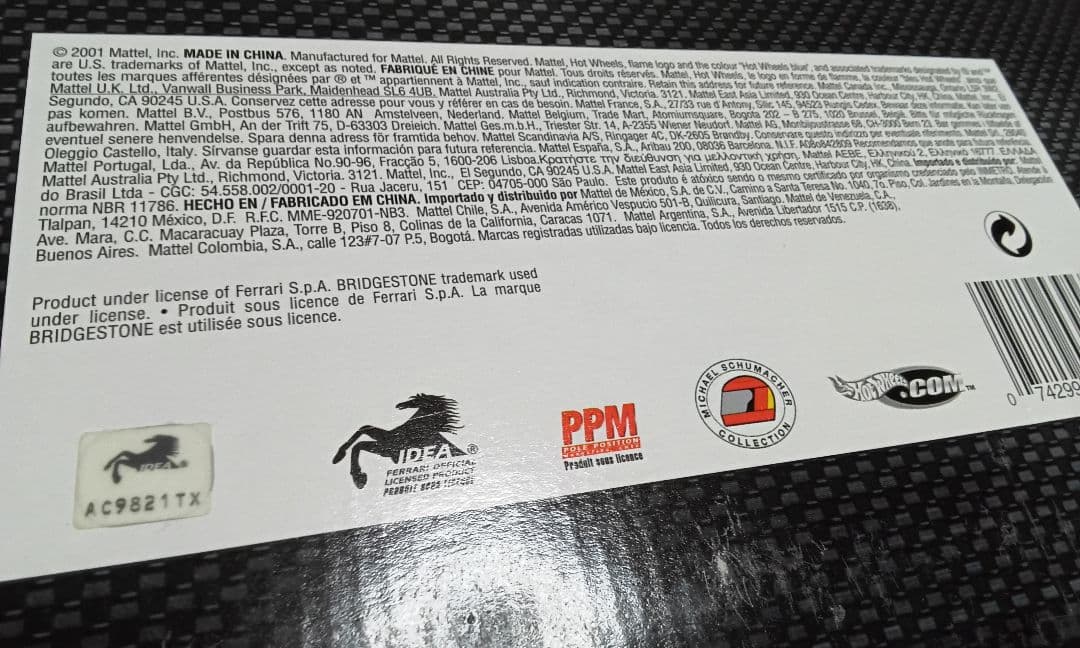 © 2001 Mattel, Inc. MADE IN CHINA. Manufactured for Mattel. All Rights Reserved. Mattel, Hot Wheels, flame logo and the colour "Hot Wheels blue", and associated trademarks designated by ® and ™
are U.S. trademarks of Mattel, Inc., except as noted. FABRIQUÉ EN CHINE pour Mattel. Tous droits réservés. Mattel, Hot Wheels, le logo en forme de flamme, la couleur
toutes les marques afférentes désignées par ® et ™ appartiennent à Mattel, Inc., sauf indication contraire. Retain this address for future reference. Mattel Canada Inc.,
Mattel U.K. Ltd., Vanwall Business Park, Maidenhead SL6 4UB. Mattel Australia Pty Ltd., Richmond, Victoria. 3121. Mattel East Asia Limited, 930 Ocean Centre, Harbour City, HK, China.
Segundo, CA 90245 U.S.A. Conservez cette adresse pour vous y référer en cas de besoin. Mattel France, S.A., 27/33 rue d'Antony, Silic 145, 94523 Rungis Cedex. Bewaar deze
pas komen. Mattel B.V., Postbus 576, 1180 AN Amstelveen, Nederland. Mattel Belgium, Trade Mart, Atomiumsquare, Bogota 202 – B 275, 1020 Brussel, België. Bitte für mögliche Rückfragen
aufbewahren. Mattel GmbH, An der Trift 75, D-63303 Dreieich. Mattel Ges.m.b.H., Triester Str. 14, A-2355 Wiener Neudorf. Mattel AG, Monbijoustrasse 68, CH-3000 Bern 23.
eventuel senere henvendelse. Spara denna adress för framtida behov. Mattel Scandinavia A/S, Ringager 4C, DK-2605 Brøndby. Conservare questo indirizzo per eventuale riferimento. Mattel Srl., 28040
Oleggio Castello, Italy. Sírvanse guardar esta información para futura referencia. Mattel España, S.A., Aribau 200, 08036 Barcelona. N.I.F. A08-842809 Recomendamos que
Mattel Portugal, Lda., Av. da República No.90-96, Fracção 5, 1600-206 Lisboa. Κρατήστε την διεύθυνση για μελλοντική χρήση. Mattel AEBE, Ελληνικού 2, Ελληνικό 16777 ΕΛΛΑΔΑ
Mattel Australia Pty Ltd., Richmond, Victoria. 3121. Mattel, Inc., El Segundo, CA 90245 U.S.A. Mattel East Asia Limited, 930 Ocean Centre, Harbour City, HK, China. Importado e distribuído por: Mattel
do Brasil Ltda - CGC: 54.558.002/0001-20 - Rua Jaceru, 151 CEP: 04705-000 São Paulo. Este produto é atóxico sendo o mesmo certificado por organismo credenciado pelo INMETRO. Atende a
norma NBR 11786. HECHO EN / FABRICADO EM CHINA. Importado y distribuido por Mattel de México, S.A. de C.V., Camino a Santa Teresa No. 1040, 7o. Piso, Col. Jardines en la Montaña, Delegación
Tlalpan, 14210 México, D.F. R.F.C. MME-920701-NB3. Mattel Chile, S.A., Avenida Américo Vespucio 501-B, Quilicura, Santiago. Mattel de Venezuela, C.A.,
Ave. Mara, C.C. Macaracuay Plaza, Torre B, Piso 8, Colinas de la California, Caracas 1071. Mattel Argentina, S.A., Avenida Libertador 1515 C.P. (1638),
Buenos Aires. Mattel Colombia, S.A., calle 123#7-07 P.5, Bogotá. Marcas registradas utilizadas bajo licencia. Todos los derechos reservados.
Product under license of Ferrari S.p.A. BRIDGESTONE trademark used
under license. • Produit sous licence de Ferrari S.p.A. La marque
BRIDGESTONE est utilisée sous licence.
IDEA
AC9821TX
IDEA®
FERRARI OFFICIAL
LICENSED PRODUCT
PPM
POLE POSITION
Produit sous licence
MICHAEL SCHUMACHER
COLLECTION
HOT WHEELS.COM™
0 74299